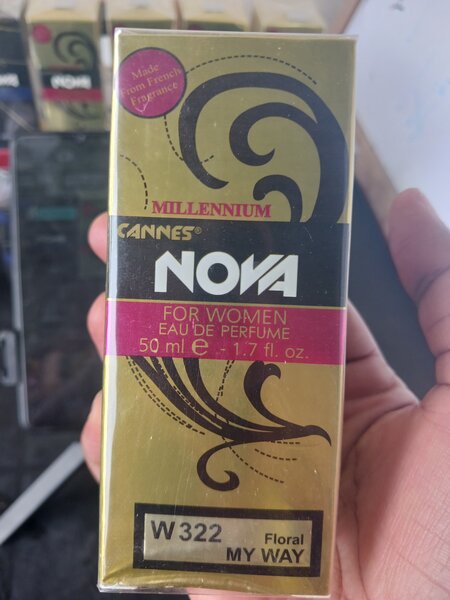 Made
From French
Fragrance
MILLENNIUM
CANNES®
NOVA
FOR WOMEN
EAU DE PERFUME
50 ml e - 1.7 fl. oz.
W 322 Floral
MY WAY
NOVA